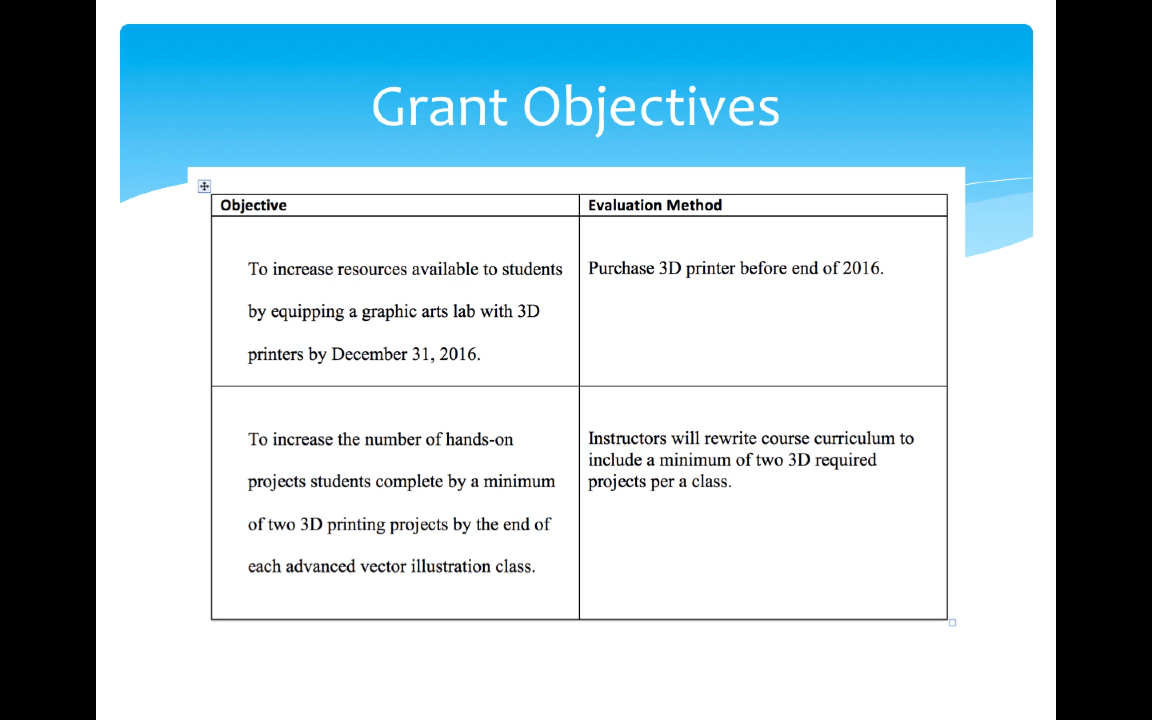 Grant Objectives
Objective
Evaluation Method
To increase resources available to students
by equipping a graphic arts lab with 3D
printers by December 31, 2016.
Purchase 3D printer before end of 2016.
To increase the number of hands-on
projects students complete by a minimum
of two 3D printing projects by the end of
each advanced vector illustration class.
Instructors will rewrite course curriculum to
include a minimum of two 3D required
projects per a class.